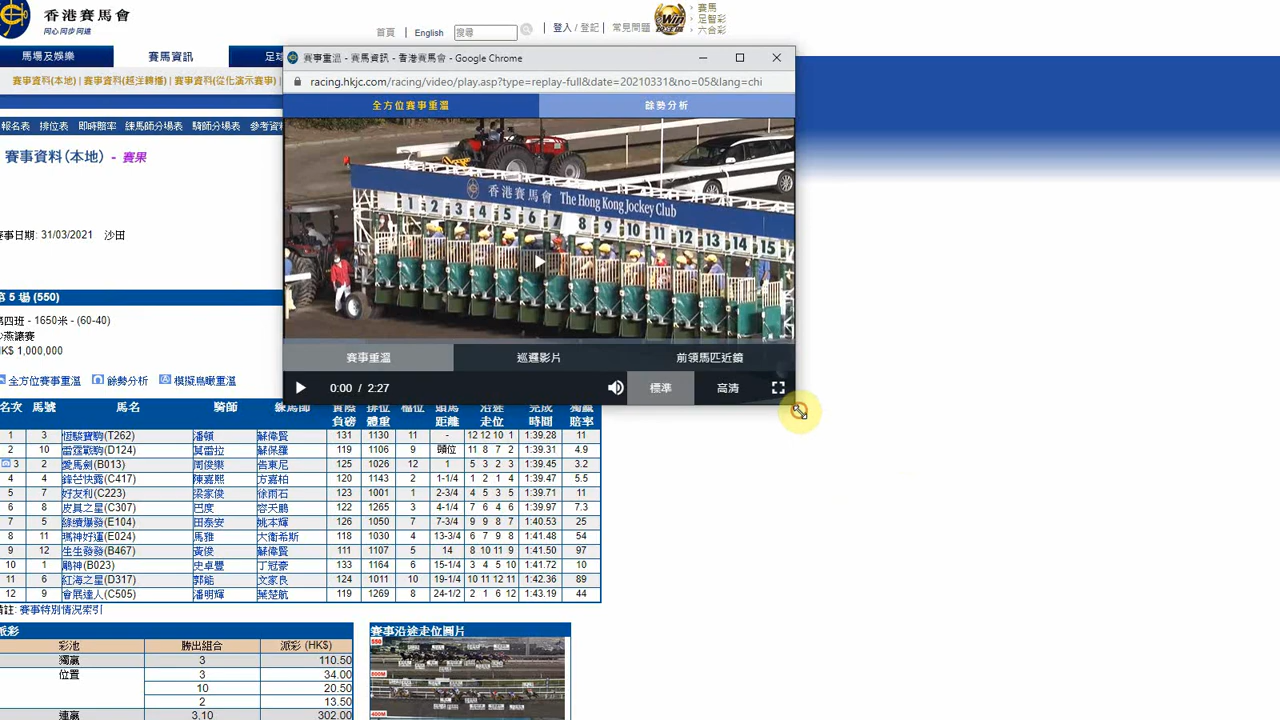 香港賽馬會
同心同步同進
首頁 | English 搜尋 | 登入 / 登記 | 常見問題
賽馬
足智彩
六合彩
馬場及娛樂 賽馬資訊 足
賽事資料(本地) | 賽事資料(越洋轉播) | 賽事資料(從化演示賽事)
報名表 排位表 即時賠率 練馬師分場表 騎師分場表 參考資
賽事資料(本地) - 賽果
賽事日期: 31/03/2021 沙田
第 5 場 (550)
第四班 - 1650米 - (60-40)
沙燕讓賽
HK$ 1,000,000
全方位賽事重溫 餘勢分析 模擬鳥瞰重溫
賽事重溫 - 賽馬資訊 - 香港賽馬會 - Google Chrome
racing.hkjc.com/racing/video/play.asp?type=replay-full&date=20210331&no=05&lang=chi
全方位賽事重溫 餘勢分析
香港賽馬會 The Hong Kong Jockey Club
1 2 3 4 5 6 7 8 9 10 11 12 13 14 15
賽事重溫 巡邏影片 前領馬匹近鏡
0:00 / 2:27 標準 高清
名次 馬號 馬名 騎師 練馬師 實際負磅 排位體重 檔位 頭馬距離 沿途走位 完成時間 獨贏賠率
1 3 恆駿寶駒(T262) 潘頓 蘇偉賢 131 1130 11 - 12 12 10 1 1:39.28 11
2 10 雷霆戰駒(D124) 莫雷拉 蘇保羅 119 1106 9 頭位 11 8 7 2 1:39.31 4.9
3 2 愛馬劍(B013) 周俊樂 告東尼 125 1026 12 1 5 3 2 3 1:39.45 3.2
4 4 鋒芒快露(C417) 陳嘉熙 方嘉柏 120 1143 2 1-1/4 1 2 1 4 1:39.47 5.5
5 7 好友利(C223) 梁家俊 徐雨石 123 1001 1 2-3/4 4 5 3 5 1:39.71 11
6 8 皮具之星(C307) 巴度 容天鵬 122 1265 3 4-1/4 7 6 4 6 1:39.97 7.3
7 5 綠續爆發(E104) 田泰安 姚本輝 126 1050 7 7-3/4 9 9 8 7 1:40.53 25
8 11 瑪神好運(E024) 馬雅 大衛希斯 118 1030 4 13-3/4 6 7 9 8 1:41.48 54
9 12 生生發發(B467) 黃俊 蘇偉賢 111 1107 5 14 8 10 11 9 1:41.50 97
10 1 鷸神(B023) 史卓豐 丁冠豪 133 1164 6 15-1/4 3 4 5 10 1:41.72 10
11 6 紅海之星(D317) 郭能 文家良 124 1011 10 19-1/4 10 11 12 11 1:42.36 89
12 9 會展達人(C505) 潘明輝 葉楚航 119 1269 8 24-1/2 2 1 6 12 1:43.19 44
備註: 賽事特別情況索引
派彩 賽事沿途走位圖片
彩池 勝出組合 派彩 (HK$)
獨贏 3 110.50
位置 3 34.00
10 20.50
2 13.50
連贏 3,10 302.00